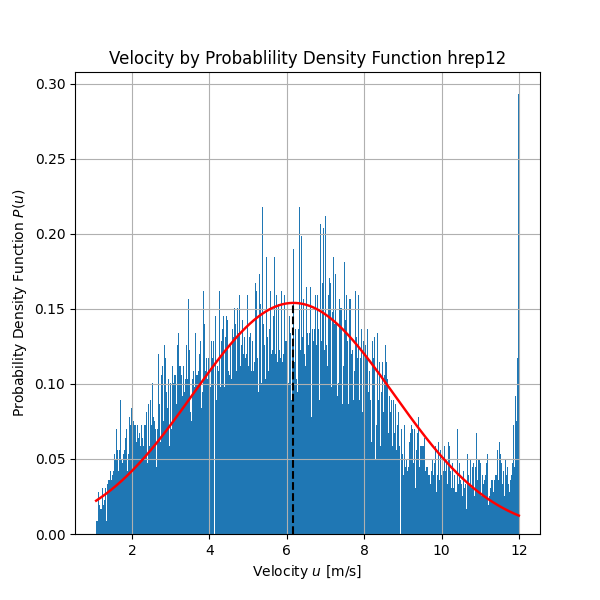 Velocity by Probablility Density Function hrep12
0.30
0.25
0.20
0.15
0.10
0.05
0.00
Probability Density Function P(u)
2 4 6 8 10 12
Velocity u [m/s]